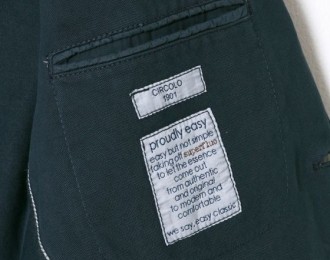 CIRCOLO
1901
proudly easy
easy but not simple
taking off
to let the essence
come out
from authentic
and original
to modern and
comfortable
we say, easy classic